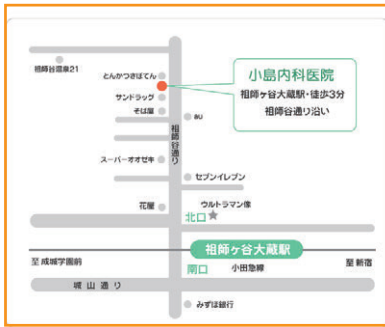 祖師谷温泉21
とんかつきぱてん
小島内科医院
祖師ヶ谷大蔵駅・徒歩3分
祖師谷通り沿い
サンドラッグ
そば屋
au
祖師谷通り
スーパーオオゼキ
セブンイレブン
花屋
ウルトラマン像
北口★
祖師ヶ谷大蔵駅
至 成城学園前
南口
小田急線
至 新宿
城山通り
みずほ銀行